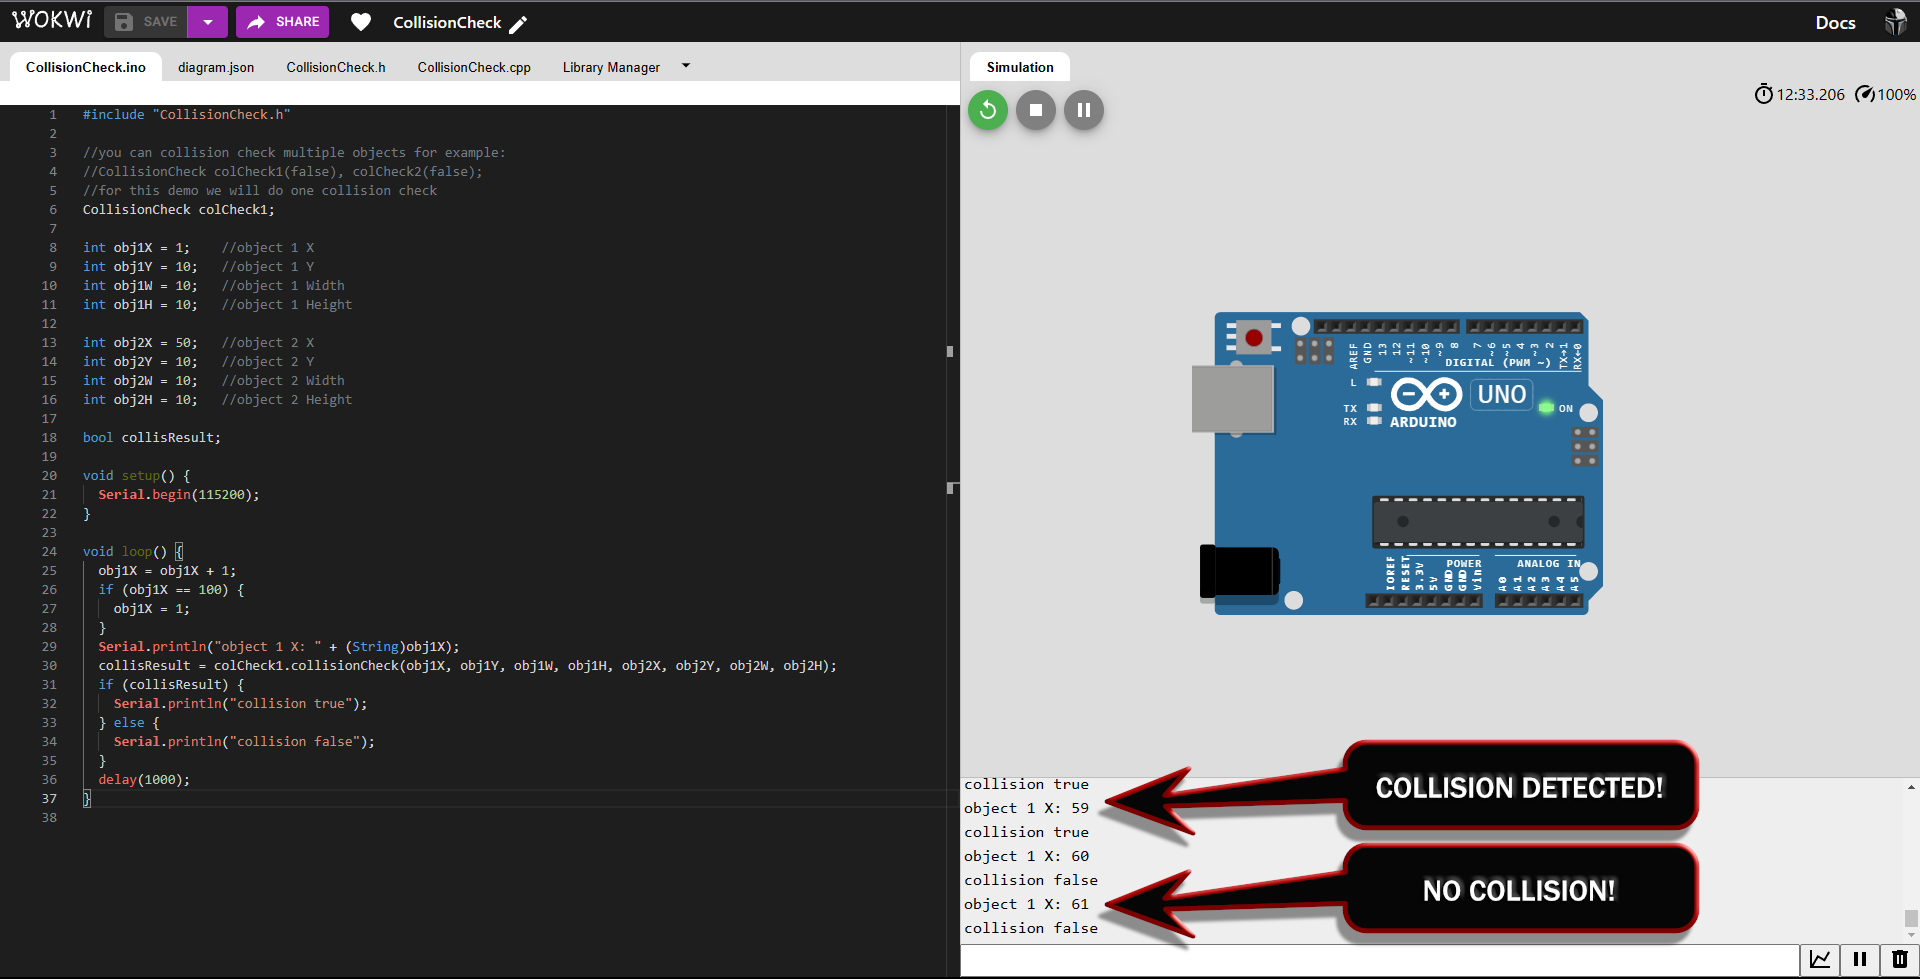 WOKWi
SAVE
SHARE
CollisionCheck
Docs
CollisionCheck.ino
diagram.json
CollisionCheck.h
CollisionCheck.cpp
Library Manager
1 #include "CollisionCheck.h"
2
3 //you can collision check multiple objects for example:
4 //CollisionCheck colCheck1(false), colCheck2(false);
5 //for this demo we will do one collision check
6 CollisionCheck colCheck1;
7
8 int obj1X = 1; //object 1 X
9 int obj1Y = 10; //object 1 Y
10 int obj1W = 10; //object 1 Width
11 int obj1H = 10; //object 1 Height
12
13 int obj2X = 50; //object 2 X
14 int obj2Y = 10; //object 2 Y
15 int obj2W = 10; //object 2 Width
16 int obj2H = 10; //object 2 Height
17
18 bool collisResult;
19
20 void setup() {
21 Serial.begin(115200);
22 }
23
24 void loop() {
25 obj1X = obj1X + 1;
26 if (obj1X == 100) {
27 obj1X = 1;
28 }
29 Serial.println("object 1 X: " + (String)obj1X);
30 collisResult = colCheck1.collisionCheck(obj1X, obj1Y, obj1W, obj1H, obj2X, obj2Y, obj2W, obj2H);
31 if (collisResult) {
32 Serial.println("collision true");
33 } else {
34 Serial.println("collision false");
35 }
36 delay(1000);
37 }
38
Simulation
12:33.206
100%
AREF
GND
13
12
~11
~10
~9
8
7
~6
~5
4
~3
2
TX→1
RX←0
DIGITAL (PWM ~)
L
TX
RX
UNO
ON
ARDUINO
POWER
ANALOG IN
IOREF
RESET
3.3V
5V
GND
GND
Vin
A0
A1
A2
A3
A4
A5
collision true
object 1 X: 59
collision true
object 1 X: 60
collision false
object 1 X: 61
collision false
COLLISION DETECTED!
NO COLLISION!